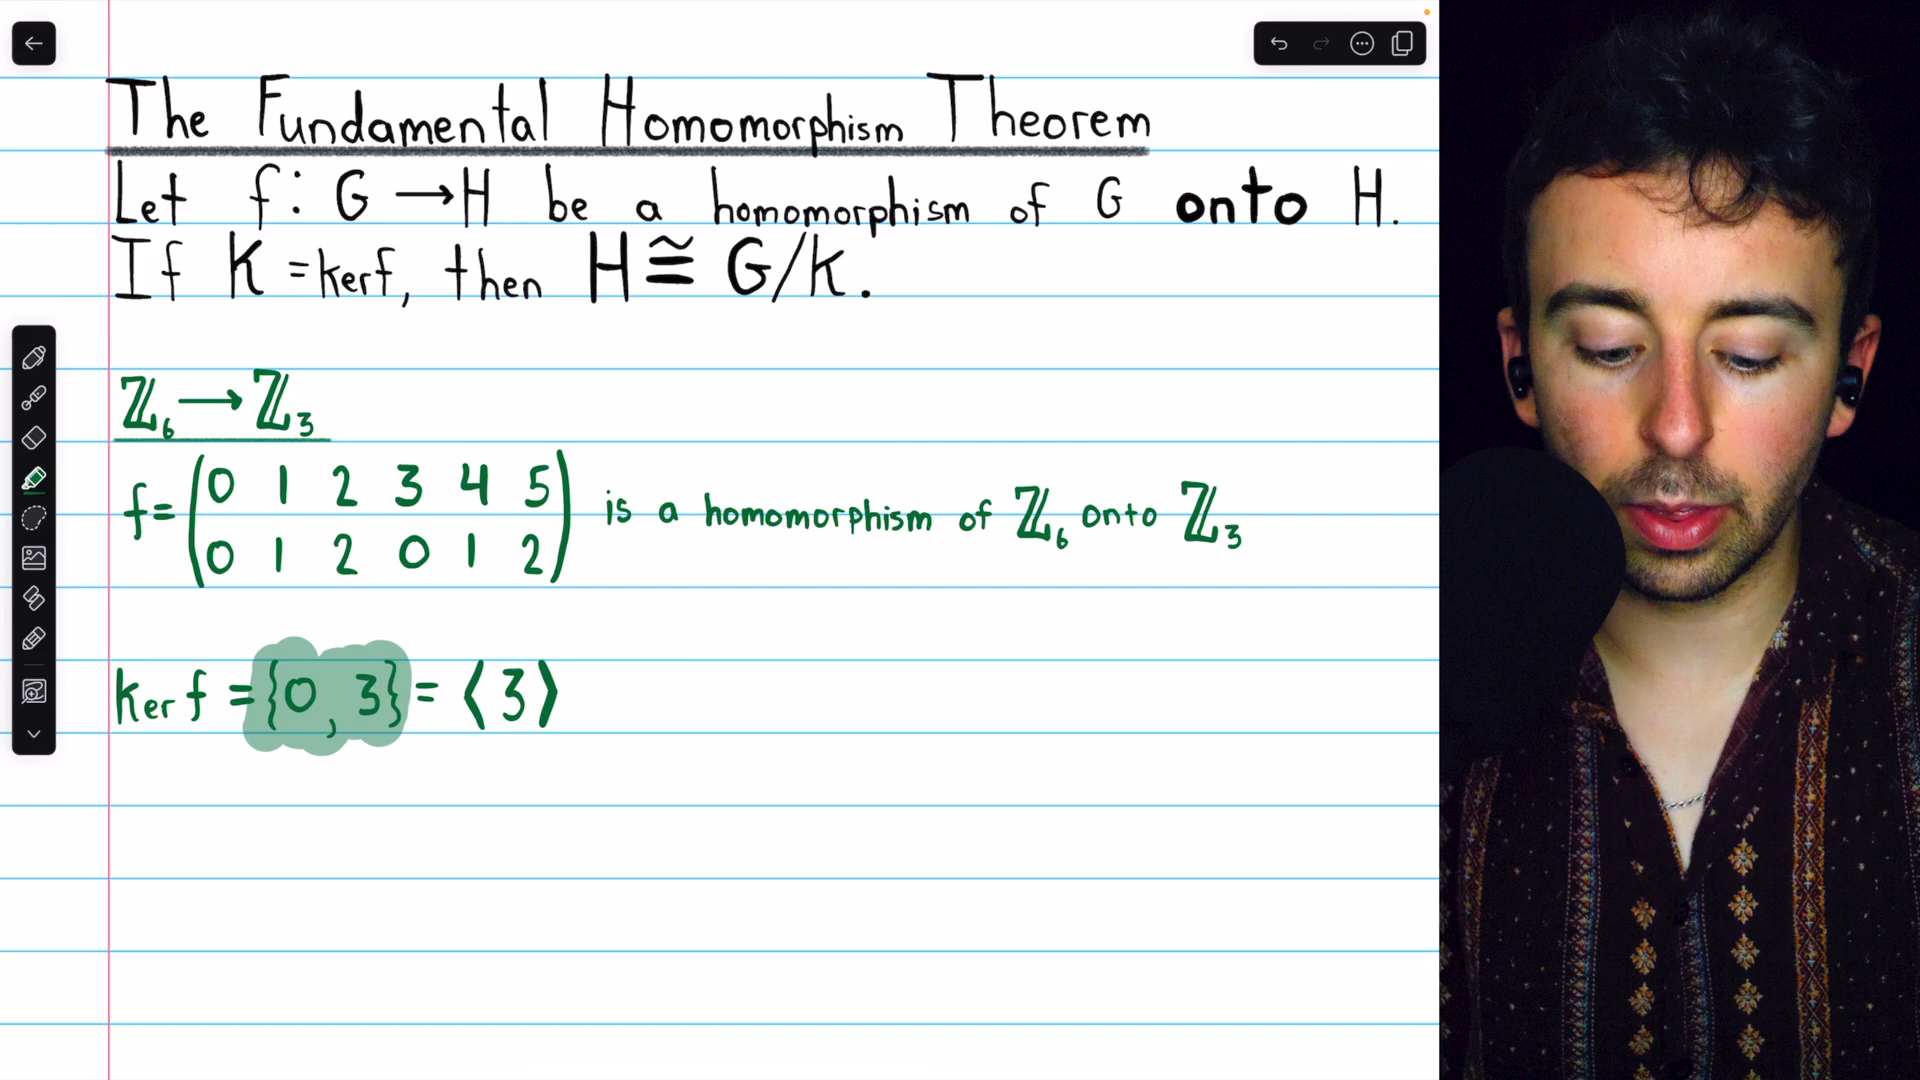 The Fundamental Homomorphism Theorem
Let f: G → H be a homomorphism of G onto H.
If K = ker f, then H ≅ G/K.
ℤ₆ → ℤ₃
f = (0 1 2 3 4 5
0 1 2 0 1 2) is a homomorphism of ℤ₆ onto ℤ₃
ker f = {0, 3} = ⟨3⟩